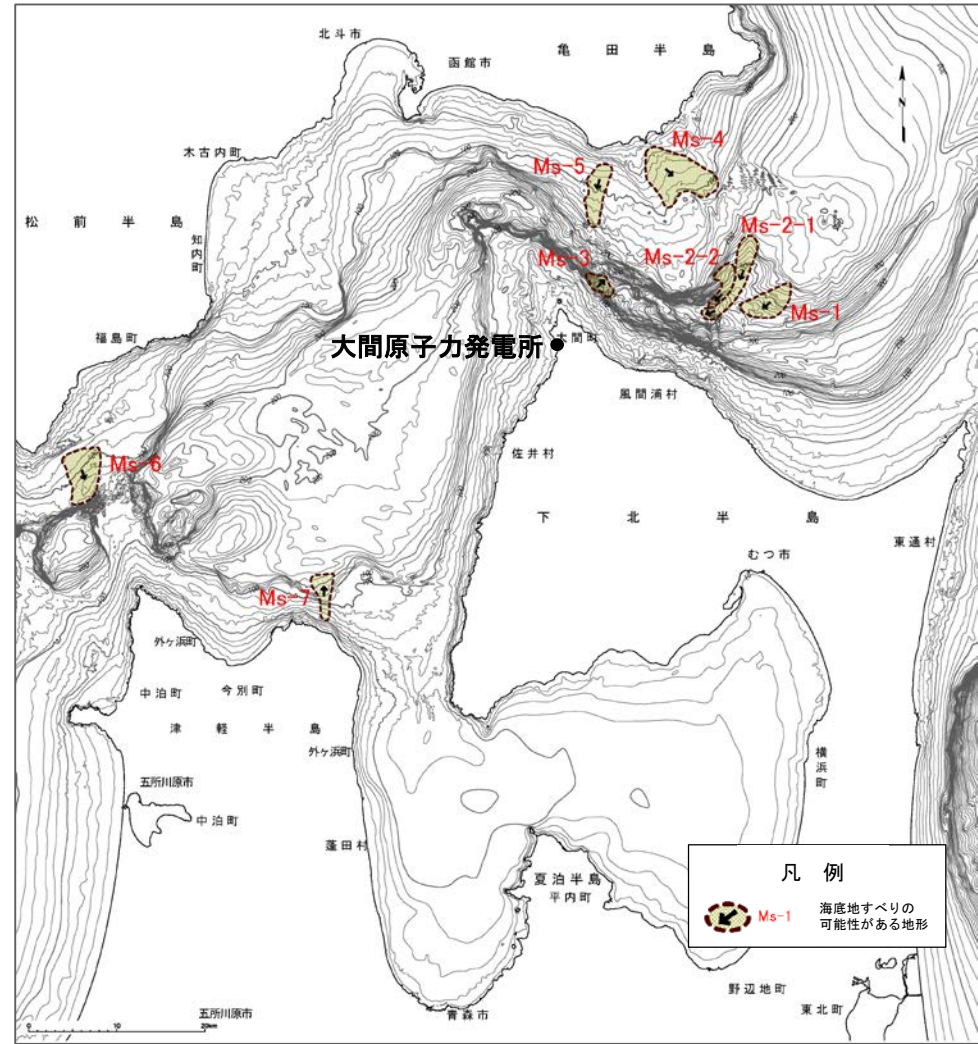 北斗市
亀田半島
函館市
N
Ms-4
木古内町
Ms-5
松前半島
Ms-2-1
知内町
Ms-2-2
Ms-3
Ms-1
福島町
大間原子力発電所
大間町
風間浦村
Ms-6
佐井村
下北半島
東通村
むつ市
Ms-7
外ヶ浜町
中泊町
今別町
津軽半島
外ヶ浜町
横浜町
五所川原市
中泊町
蓬田村
夏泊半島
平内町
凡 例
Ms-1
海底地すべりの
可能性がある地形
野辺地町
東北町
五所川原市
青森市
0 10 20km